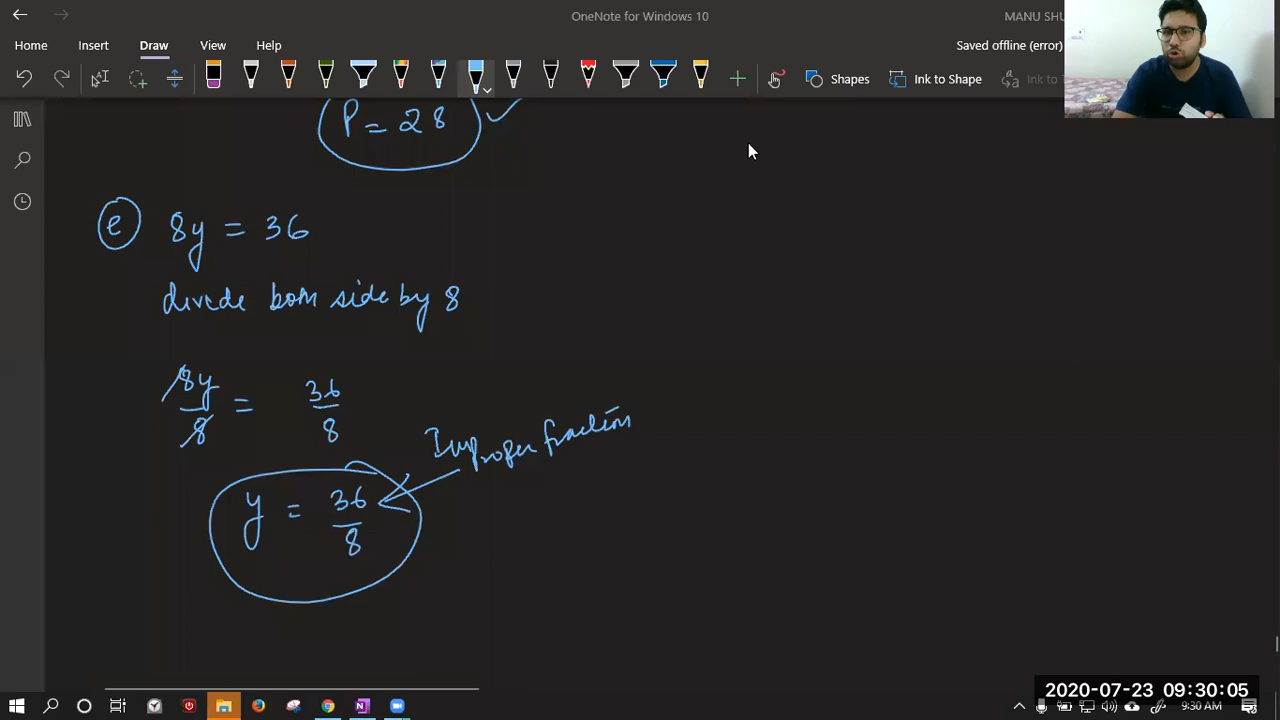 OneNote for Windows 10
MANU SHU
Home Insert Draw View Help
Saved offline (error)
Shapes
Ink to Shape
Ink to
P = 28
e 8y = 36
divide both side by 8
8y/8 = 36/8
Improper fraction
y = 36/8
2020-07-23 09:30:05
9:30 AM